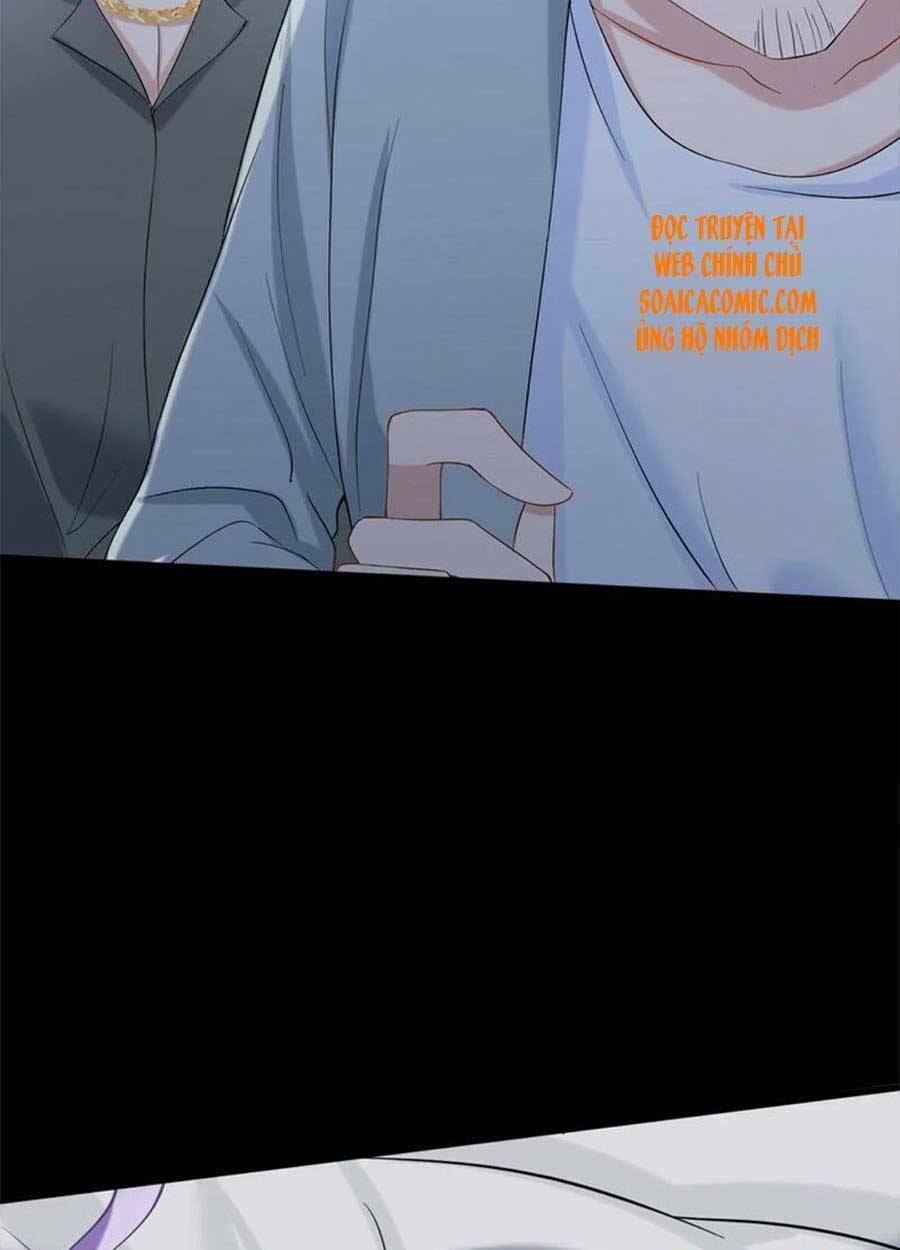 ĐỌC TRUYỆN TẠI
WEB CHÍNH CHỦ
SOAICACOMIC.COM
ỦNG HỘ NHÓM DỊCH